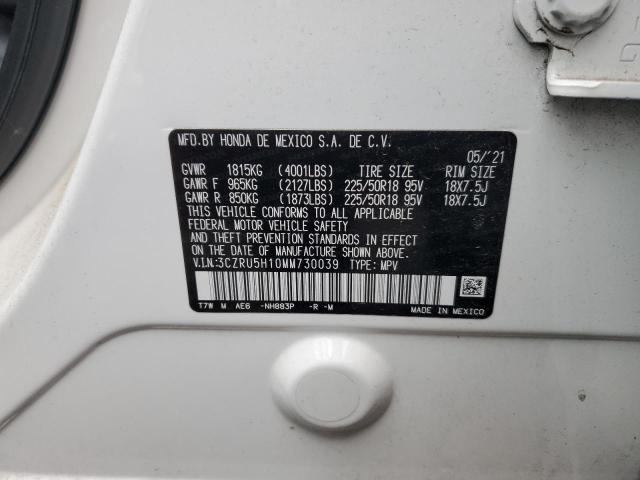 MFD.BY HONDA DE MEXICO S.A. DE C.V.
05/'21
GVWR 1815KG (4001LBS) TIRE SIZE RIM SIZE
GAWR F 965KG (2127LBS) 225/50R18 95V 18X7.5J
GAWR R 850KG (1873LBS) 225/50R18 95V 18X7.5J
THIS VEHICLE CONFORMS TO ALL APPLICABLE
FEDERAL MOTOR VEHICLE SAFETY
STANDARDS IN EFFECT ON THE DATE OF
MANUFACTURE SHOWN ABOVE.
V.I.N.:3CZRU5H10MM730039 TYPE: MPV
T7W M AE6 -NH883P -R -M
MADE IN MEXICO